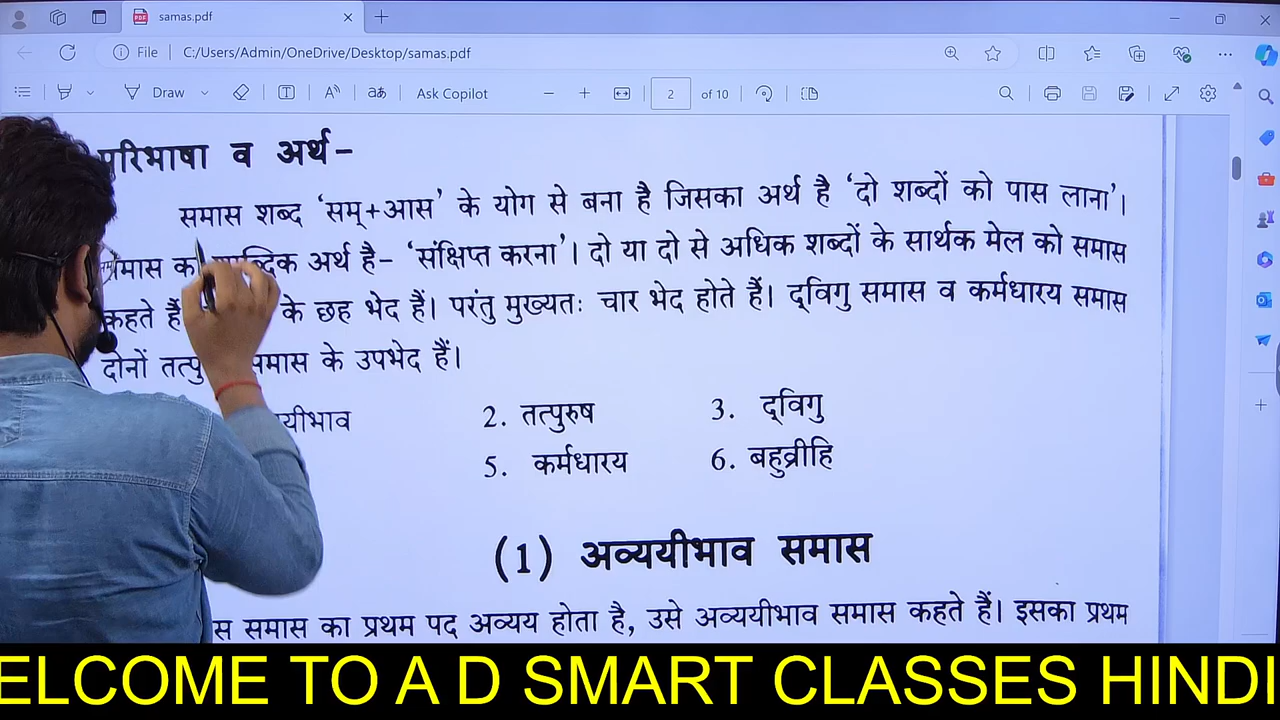 samas.pdf
File C:/Users/Admin/OneDrive/Desktop/samas.pdf
Draw Ask Copilot 2 of 10
परिभाषा व अर्थ–
समास शब्द ‘सम्+आस’ के योग से बना है जिसका अर्थ है ‘दो शब्दों को पास लाना’।
अर्थ है– ‘संक्षिप्त करना’। दो या दो से अधिक शब्दों के सार्थक मेल को समास
कहते हैं के छह भेद हैं। परंतु मुख्यतः चार भेद होते हैं। द्विगु समास व कर्मधारय समास
दोनों समास के उपभेद हैं।
2. तत्पुरुष 3. द्विगु
5. कर्मधारय 6. बहुव्रीहि
(1) अव्ययीभाव समास
समास का प्रथम पद अव्यय होता है, उसे अव्ययीभाव समास कहते हैं। इसका प्रथम
TO A D SMART CLASSES HINDI